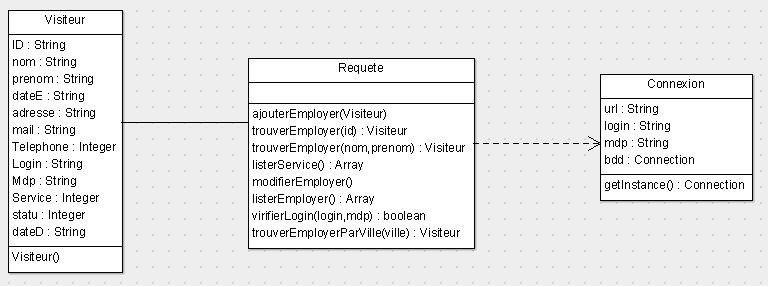 Visiteur
ID : String
nom : String
prenom : String
dateE : String
adresse : String
mail : String
Telephone : Integer
Login : String
Mdp : String
Service : Integer
statu : Integer
dateD : String
Visiteur()
Requete
ajouterEmployer(Visiteur)
trouverEmployer(id) : Visiteur
trouverEmployer(nom,prenom) : Visiteur
listerService() : Array
modifierEmployer()
listerEmployer() : Array
virifierLogin(login,mdp) : boolean
trouverEmployerParVille(ville) : Visiteur
Connexion
url : String
login : String
mdp : String
bdd : Connection
getInstance() : Connection